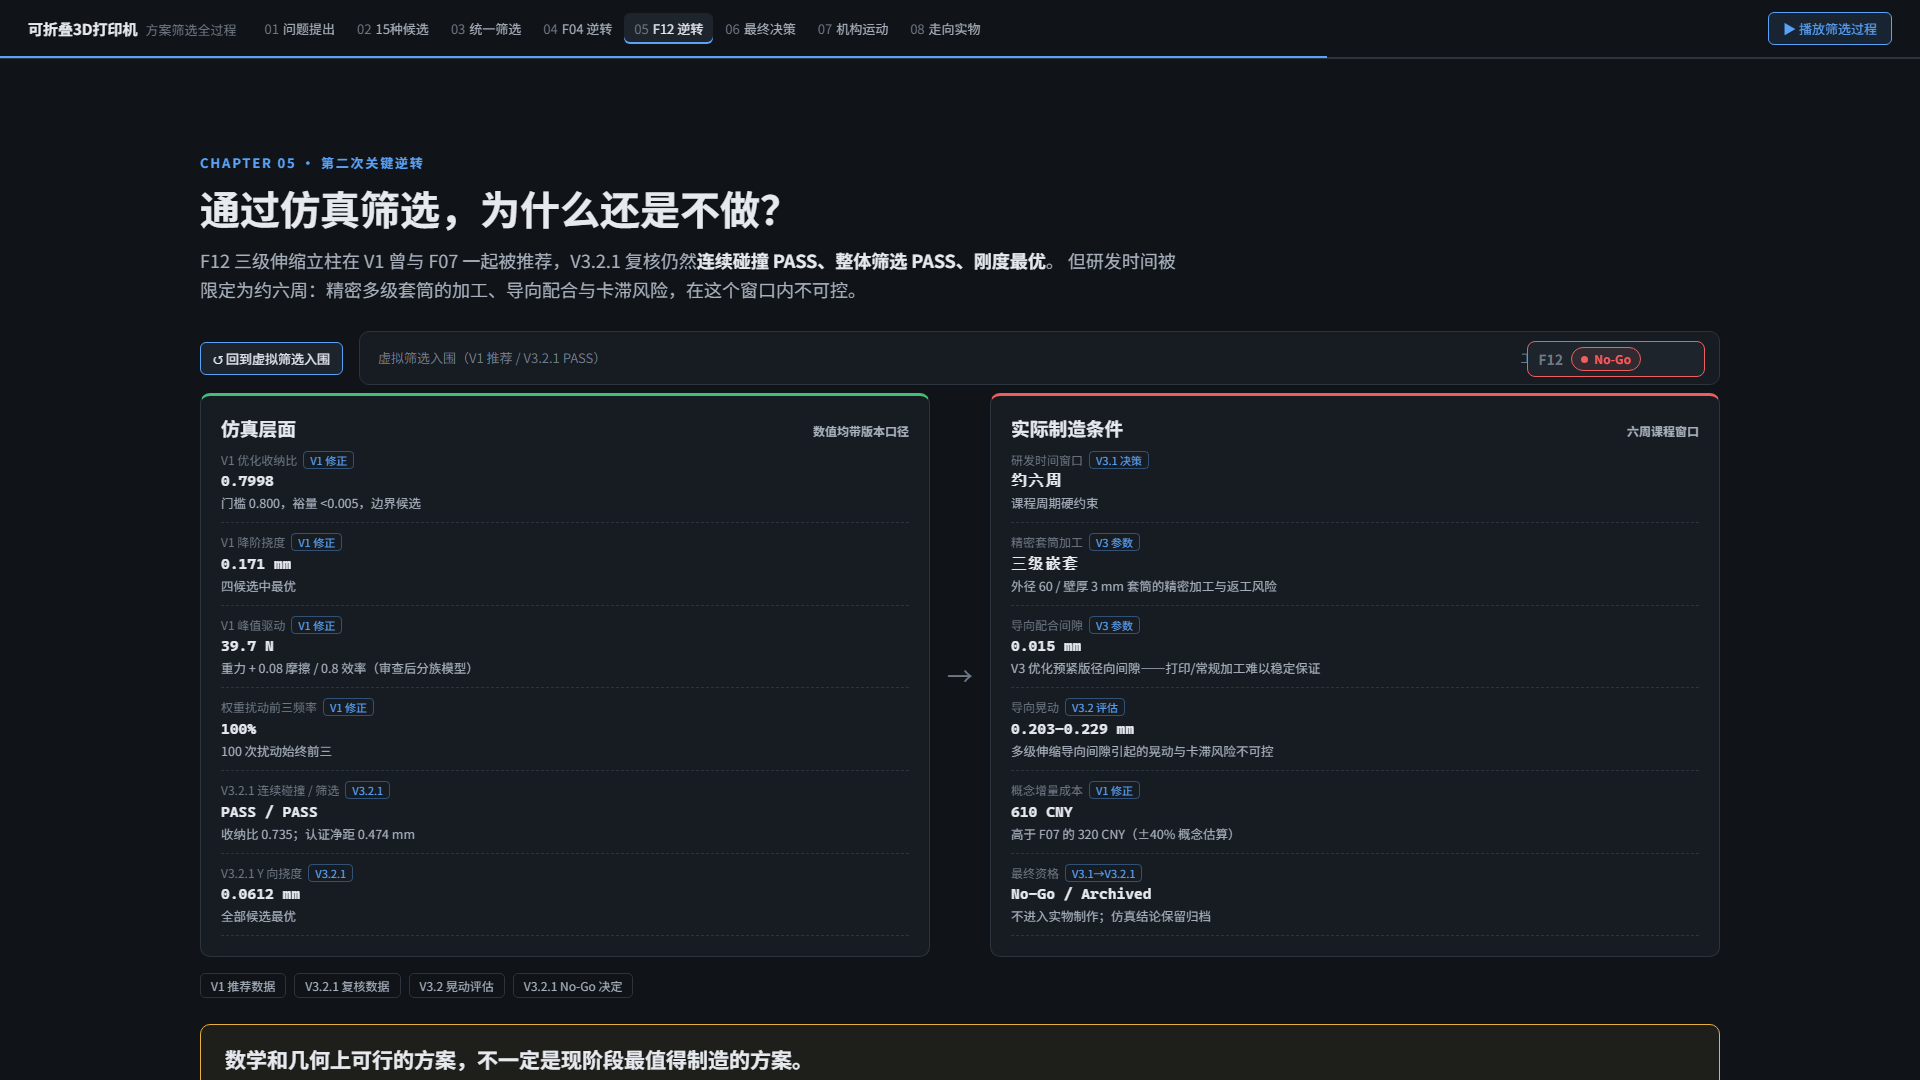 可折叠3D打印机 方案筛选全过程 01 问题提出 02 15种候选 03 统一筛选 04 F04 逆转 05 F12 逆转 06 最终决策 07 机构运动 08 走向实物 ▶ 播放筛选过程
CHAPTER 05 • 第二次关键逆转
通过仿真筛选，为什么还是不做？
F12 三级伸缩立柱在 V1 曾与 F07 一起被推荐，V3.2.1 复核仍然连续碰撞 PASS、整体筛选 PASS、刚度最优。 但研发时间被
限定为约六周：精密多级套筒的加工、导向配合与卡滞风险，在这个窗口内不可控。
↺ 回到虚拟筛选入围
虚拟筛选入围（V1 推荐 / V3.2.1 PASS）
F12 ● No-Go
仿真层面 数值均带版本口径
V1 优化收纳比 V1 修正
0.7998
门槛 0.800，裕量 <0.005，边界候选
V1 降阶挠度 V1 修正
0.171 mm
四候选中最优
V1 峰值驱动 V1 修正
39.7 N
重力 + 0.08 摩擦 / 0.8 效率（审查后分族模型）
权重扰动前三频率 V1 修正
100%
100 次扰动始终前三
V3.2.1 连续碰撞 / 筛选 V3.2.1
PASS / PASS
收纳比 0.735；认证净距 0.474 mm
V3.2.1 Y 向挠度 V3.2.1
0.0612 mm
全部候选最优
→
实际制造条件 六周课程窗口
研发时间窗口 V3.1 决策
约六周
课程周期硬约束
精密套筒加工 V3 参数
三级嵌套
外径 60 / 壁厚 3 mm 套筒的精密加工与返工风险
导向配合间隙 V3 参数
0.015 mm
V3 优化预紧版径向间隙——打印/常规加工难以稳定保证
导向晃动 V3.2 评估
0.203–0.229 mm
多级伸缩导向间隙引起的晃动与卡滞风险不可控
概念增量成本 V1 修正
610 CNY
高于 F07 的 320 CNY（±40% 概念估算）
最终资格 V3.1→V3.2.1
No-Go / Archived
不进入实物制作；仿真结论保留归档
V1 推荐数据 V3.2.1 复核数据 V3.2 晃动评估 V3.2.1 No-Go 决定
数学和几何上可行的方案，不一定是现阶段最值得制造的方案。